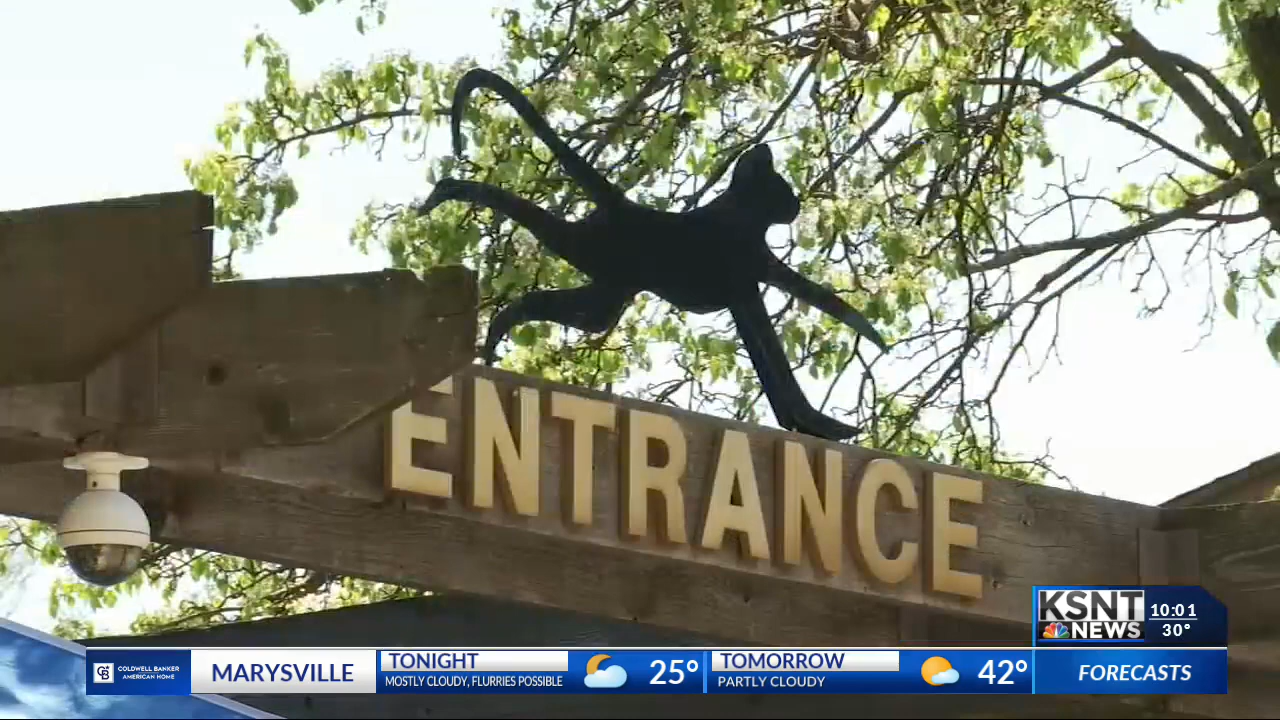 ENTRANCE
KSNT
NEWS
10:01
30°
CB
COLDWELL BANKER
AMERICAN HOME
MARYSVILLE
TONIGHT
MOSTLY CLOUDY, FLURRIES POSSIBLE
25°
TOMORROW
PARTLY CLOUDY
42°
FORECASTS